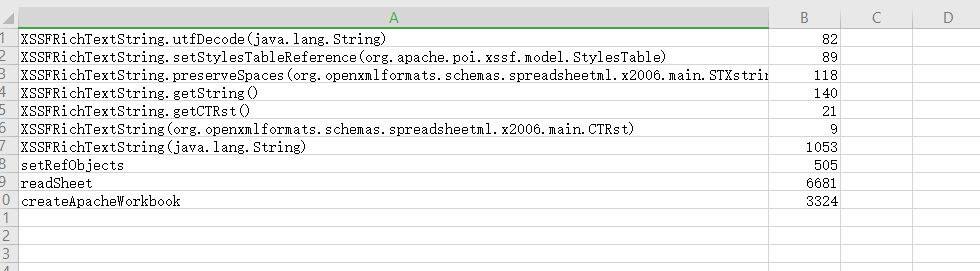 A B C D
1 XSSFRichTextString.utfDecode(java.lang.String) 82
2 XSSFRichTextString.setStylesTableReference(org.apache.poi.xssf.model.StylesTable) 89
3 XSSFRichTextString.preserveSpaces(org.openxmlformats.schemas.spreadsheetml.x2006.main.STXstrin 118
4 XSSFRichTextString.getString() 140
5 XSSFRichTextString.getCTRst() 21
6 XSSFRichTextString(org.openxmlformats.schemas.spreadsheetml.x2006.main.CTRst) 9
7 XSSFRichTextString(java.lang.String) 1053
8 setRefObjects 505
9 readSheet 6681
0 createApacheWorkbook 3324
1
2
3